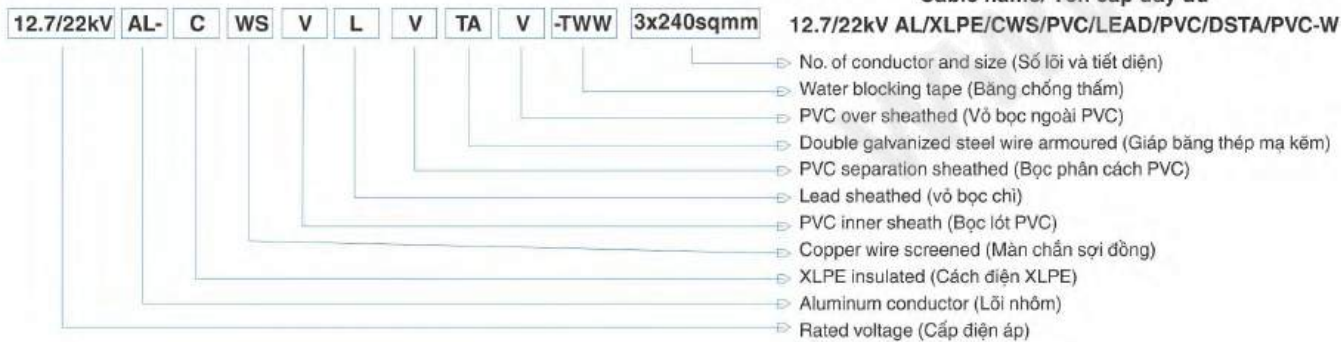 12.7/22kV AL- C WS V L V TA V -TWW 3x240sqmm
12.7/22kV AL/XLPE/CWS/PVC/LEAD/PVC/DSTA/PVC-W
No. of conductor and size (Số lõi và tiết diện)
Water blocking tape (Băng chống thấm)
PVC over sheathed (Vỏ bọc ngoài PVC)
Double galvanized steel wire armoured (Giáp băng thép mạ kẽm)
PVC separation sheathed (Bọc phân cách PVC)
Lead sheathed (vỏ bọc chì)
PVC inner sheath (Bọc lót PVC)
Copper wire screened (Màn chắn sợi đồng)
XLPE insulated (Cách điện XLPE)
Aluminum conductor (Lõi nhôm)
Rated voltage (Cấp điện áp)